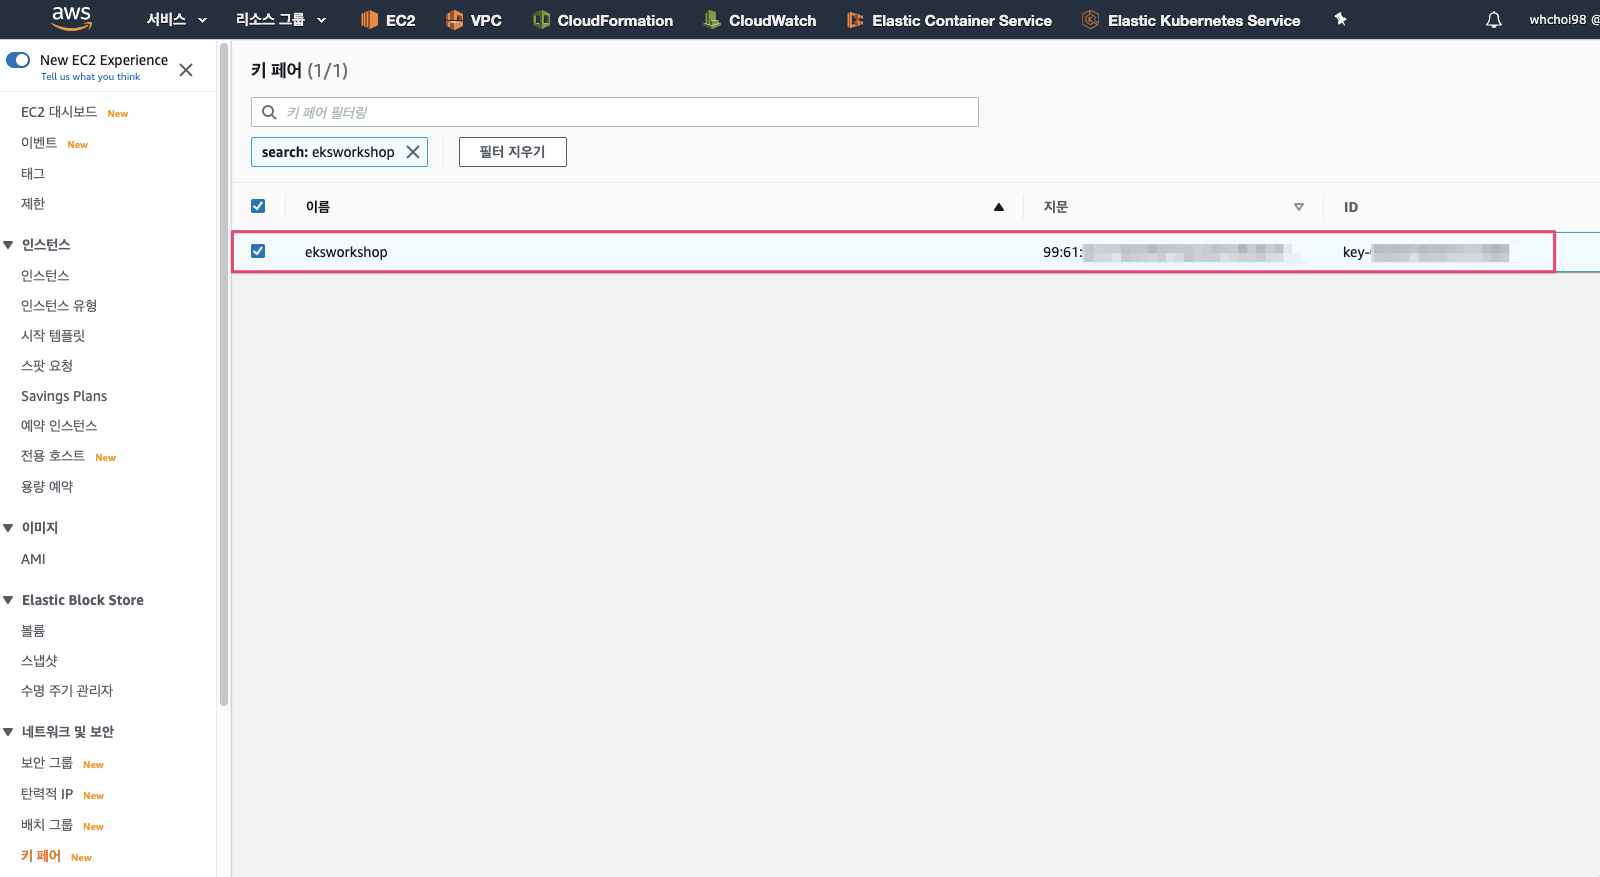 aws 서비스 리소스 그룹 EC2 VPC CloudFormation CloudWatch Elastic Container Service Elastic Kubernetes Service whchoi98 @
New EC2 Experience
Tell us what you think
EC2 대시보드 New
이벤트 New
태그
제한
인스턴스
인스턴스
인스턴스 유형
시작 템플릿
스팟 요청
Savings Plans
예약 인스턴스
전용 호스트 New
용량 예약
이미지
AMI
Elastic Block Store
볼륨
스냅샷
수명 주기 관리자
네트워크 및 보안
보안 그룹 New
탄력적 IP New
배치 그룹 New
키 페어 New
키 페어 (1/1)
키 페어 필터링
search: eksworkshop
필터 지우기
이름 지문 ID
eksworkshop 99:61: key-